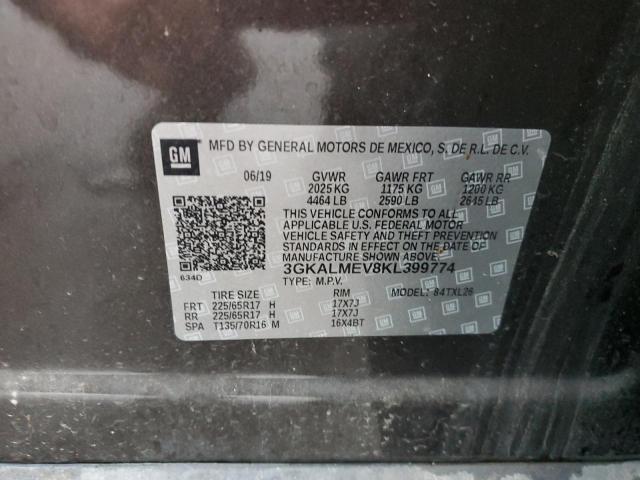 GM
MFD BY GENERAL MOTORS DE MEXICO, S. DE R.L. DE C.V.
06/19 GVWR GAWR FRT GAWR RR
2025 KG 1175 KG 1200 KG
4464 LB 2590 LB 2645 LB
THIS VEHICLE CONFORMS TO ALL
APPLICABLE U.S. FEDERAL MOTOR
VEHICLE SAFETY AND THEFT PREVENTION
STANDARDS IN EFFECT ON THE DATE OF
MANUFACTURE SHOWN ABOVE.
3GKALMEV8KL399774
634D TYPE: M.P.V. MODEL: 84TXL26
TIRE SIZE RIM
FRT 225/65R17 H 17X7J
RR 225/65R17 H 17X7J
SPA T135/70R16 M 16X4BT